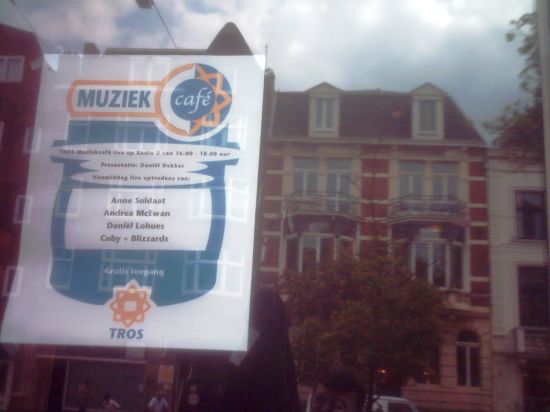 MUZIEK café
TROS Muziekcafé live op Radio 2 van 16.00 - 18.00 uur
Presentatie: Daniël Dekker
Vanmiddag live optredens van:
Anne Soldaat
Andrea McEwan
Daniël Lohues
Cuby + Blizzards
Gratis toegang
TROS